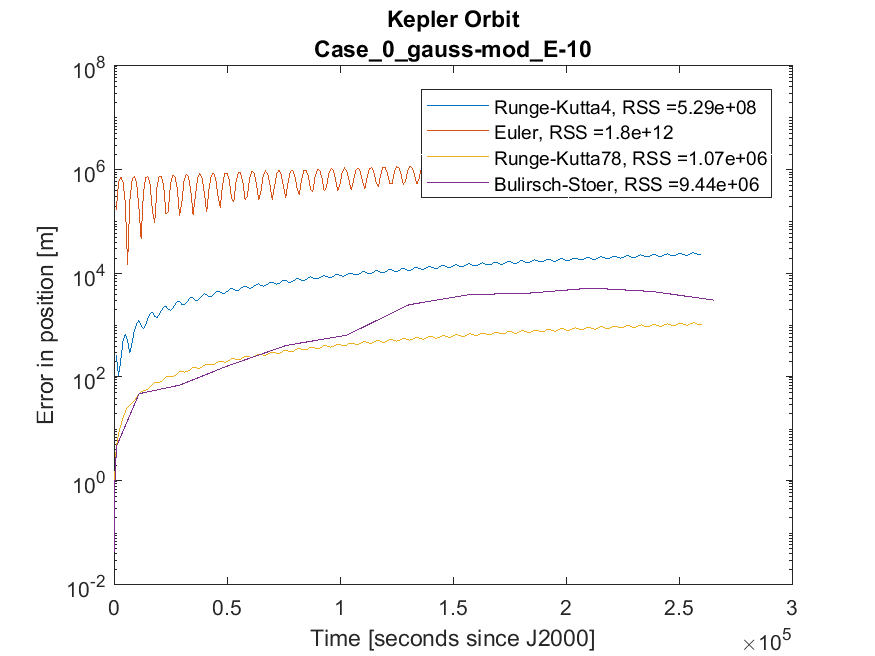 Kepler Orbit
Case_0_gauss-mod_E-10
10^8
10^6
10^4
10^2
10^0
10^-2
Error in position [m]
Runge-Kutta4, RSS =5.29e+08
Euler, RSS =1.8e+12
Runge-Kutta78, RSS =1.07e+06
Bulirsch-Stoer, RSS =9.44e+06
0 0.5 1 1.5 2 2.5 3
Time [seconds since J2000]
×10^5